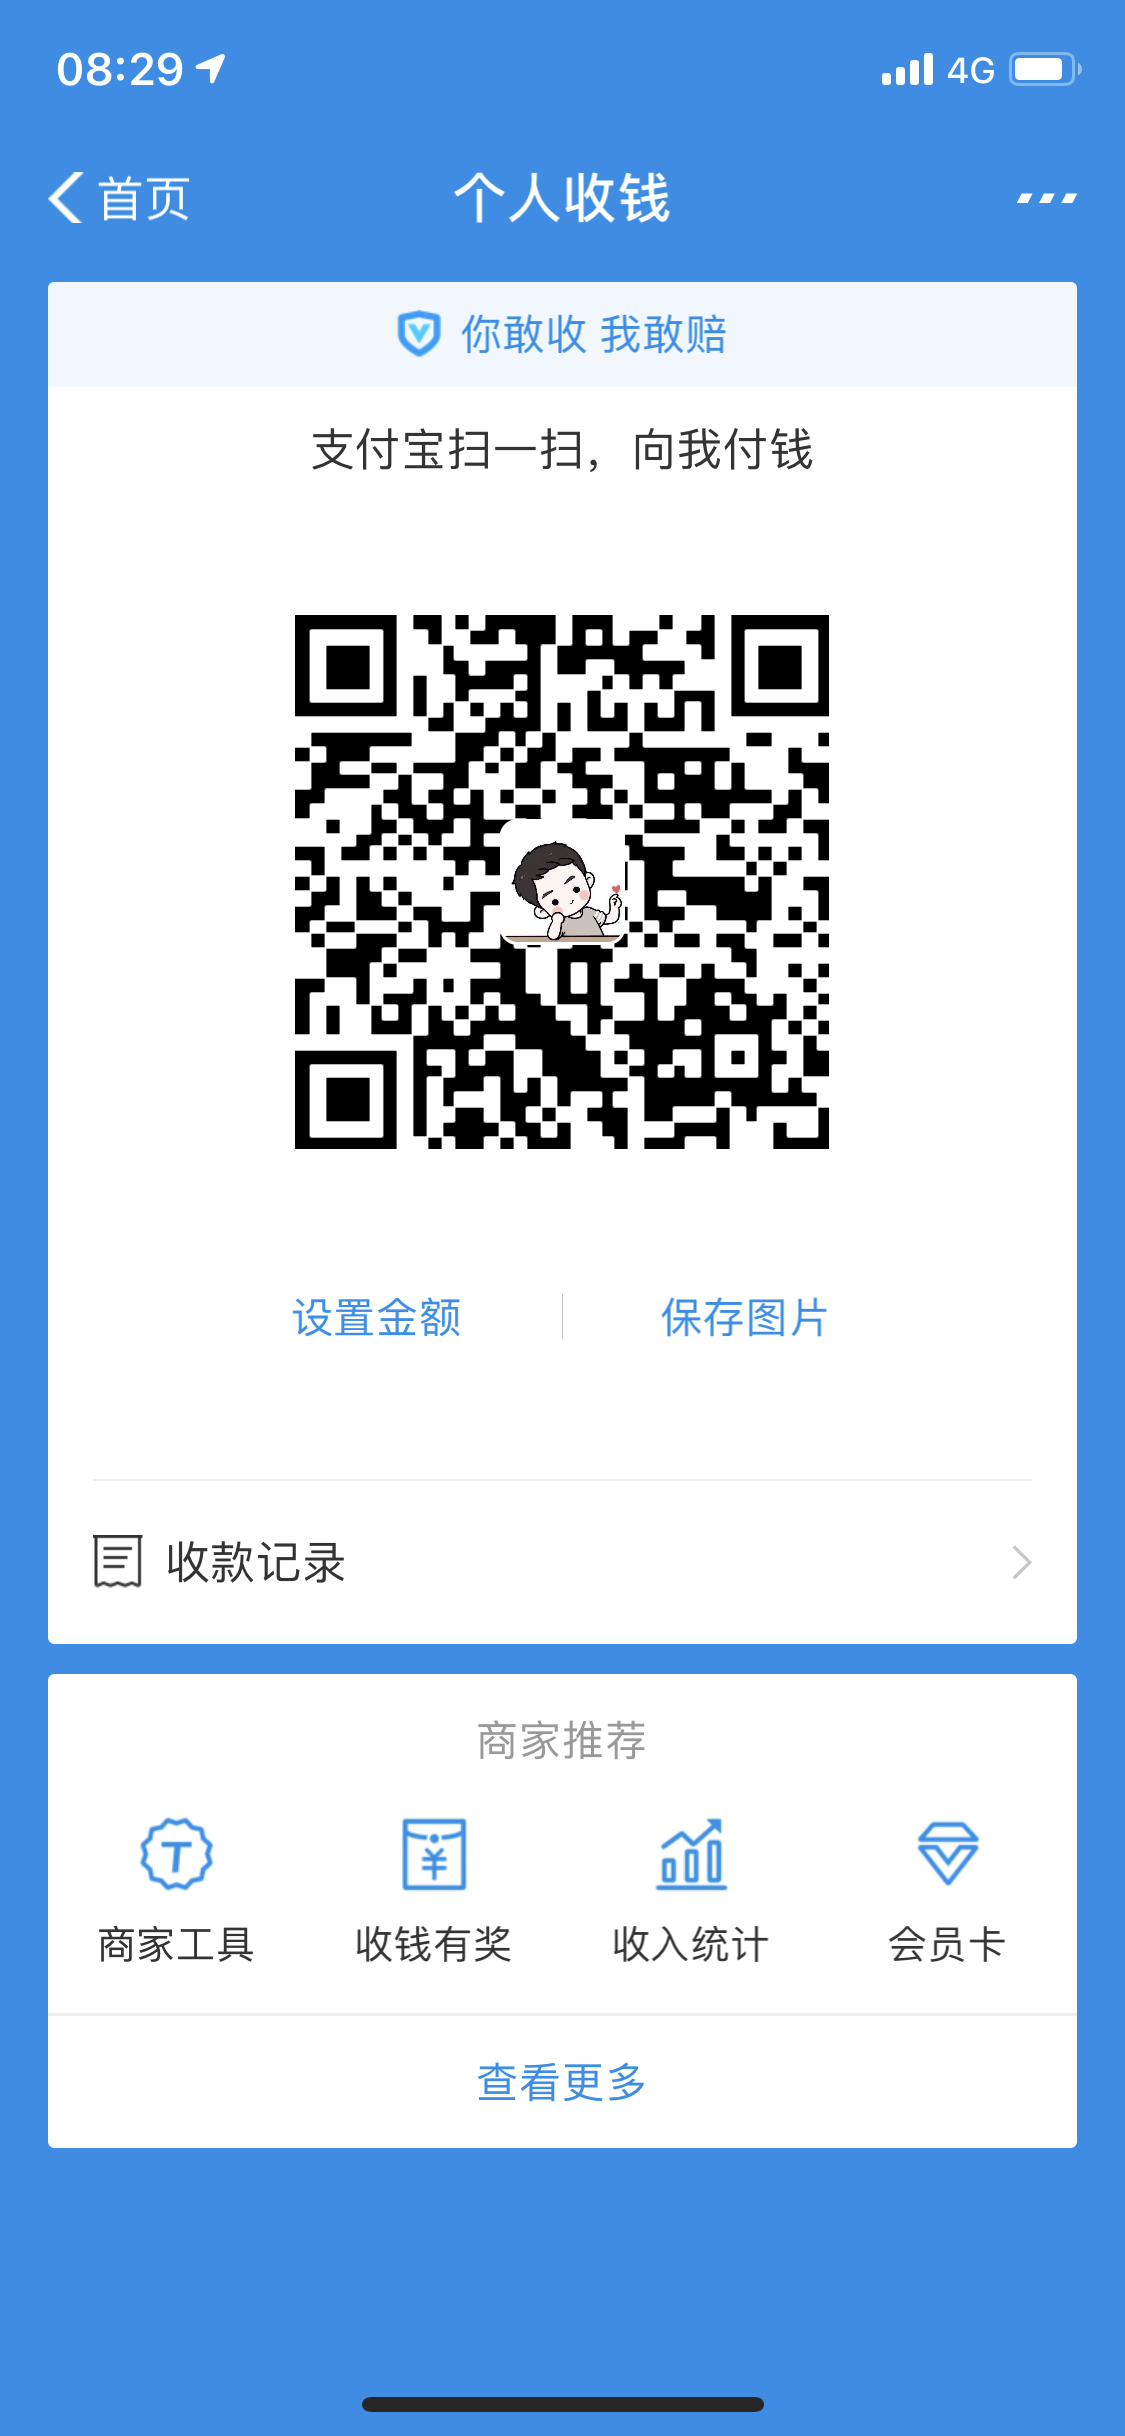 08:29 4G
首页 个人收钱
你敢收 我敢赔
支付宝扫一扫，向我付钱
设置金额 保存图片
收款记录
商家推荐
商家工具 收钱有奖 收入统计 会员卡
查看更多